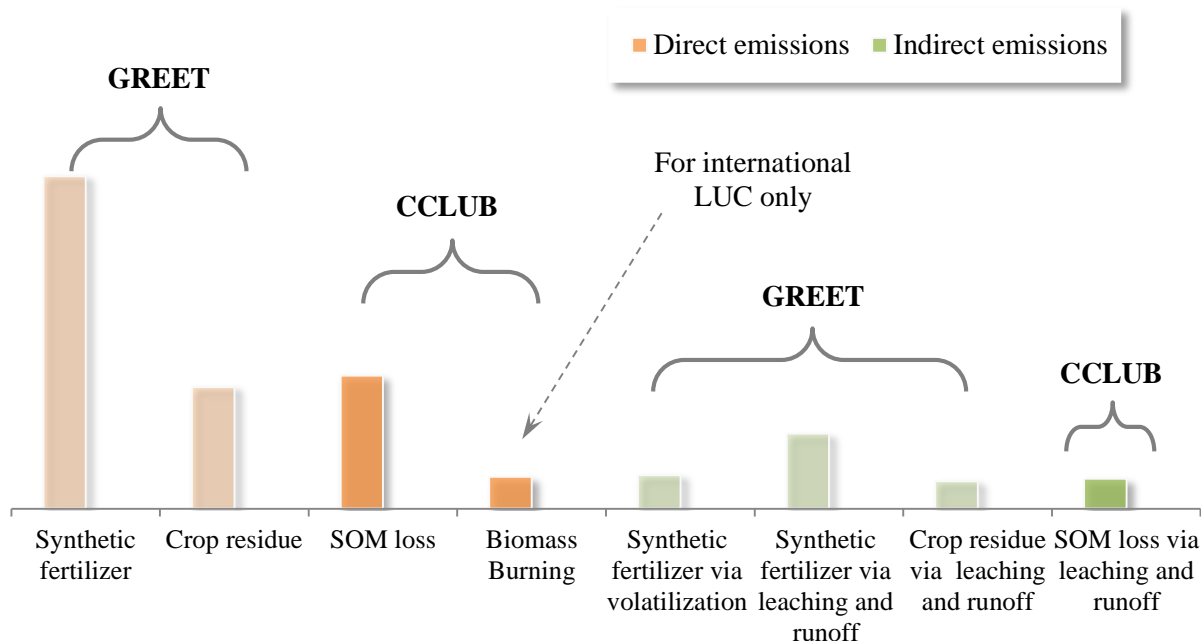 Direct emissions
Indirect emissions
GREET
For international
LUC only
CCLUB
GREET
CCLUB
Synthetic
fertilizer
Crop residue
SOM loss
Biomass
Burning
Synthetic
fertilizer via
volatilization
Synthetic
fertilizer via
leaching and
runoff
Crop residue
via leaching
and runoff
SOM loss via
leaching and
runoff